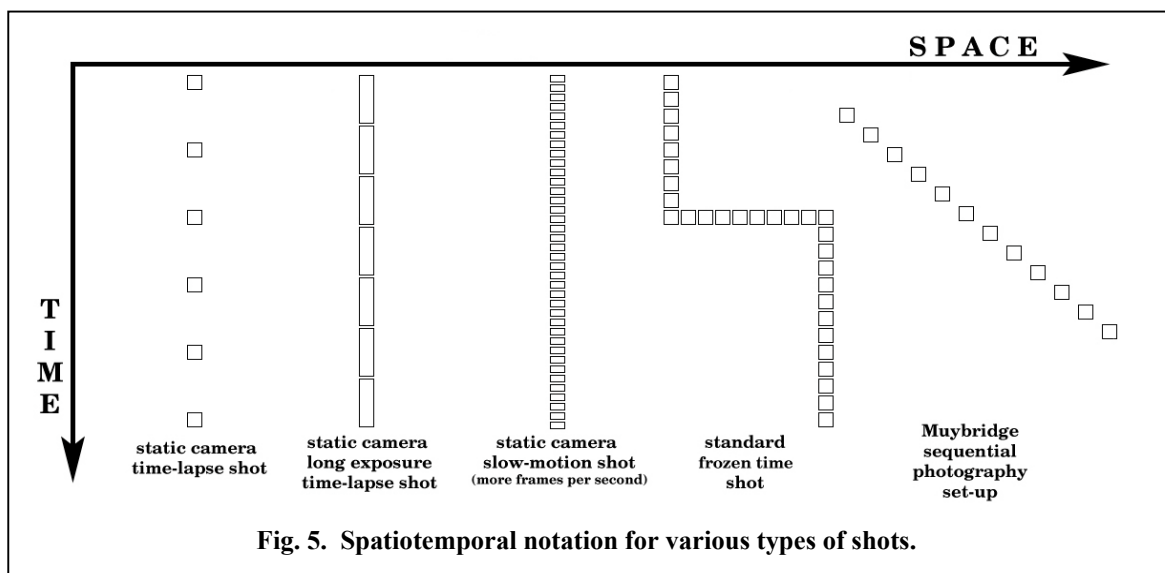 SPACE
TIME
static camera
time-lapse shot
static camera
long exposure
time-lapse shot
static camera
slow-motion shot
(more frames per second)
standard
frozen time
shot
Muybridge
sequential
photography
set-up
Fig. 5. Spatiotemporal notation for various types of shots.